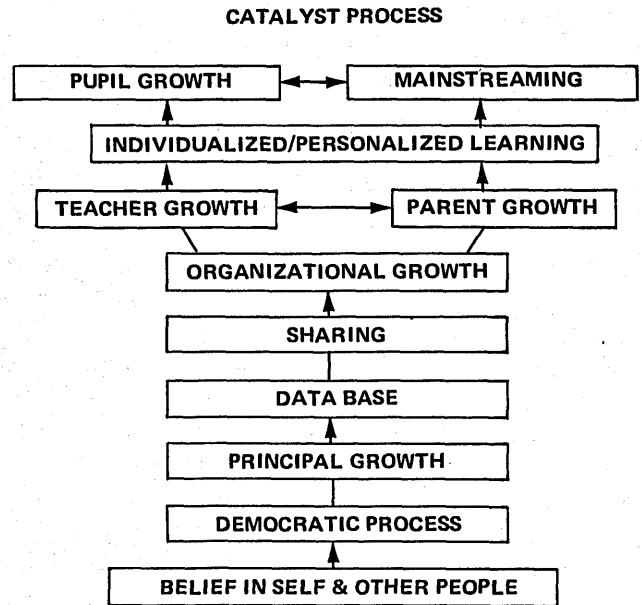 CATALYST PROCESS
PUPIL GROWTH
MAINSTREAMING
INDIVIDUALIZED/PERSONALIZED LEARNING
TEACHER GROWTH
PARENT GROWTH
ORGANIZATIONAL GROWTH
SHARING
DATA BASE
PRINCIPAL GROWTH
DEMOCRATIC PROCESS
BELIEF IN SELF & OTHER PEOPLE